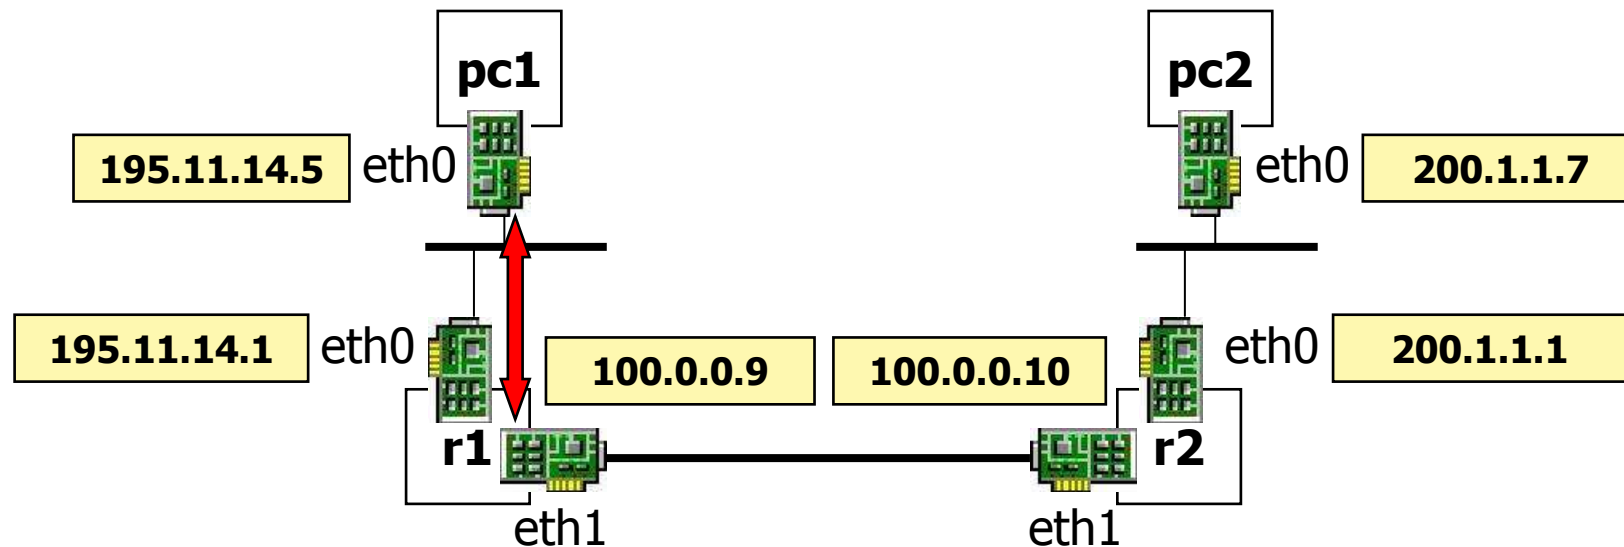 pc1
pc2
195.11.14.5
eth0
eth0
200.1.1.7
195.11.14.1
eth0
100.0.0.9
100.0.0.10
eth0
200.1.1.1
r1
r2
eth1
eth1